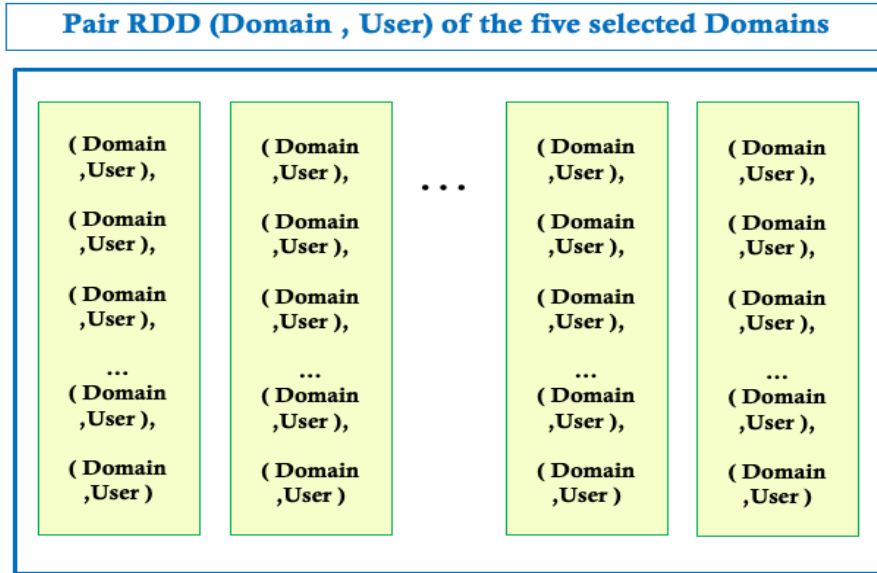 Pair RDD (Domain , User) of the five selected Domains
( Domain
,User ),
( Domain
,User ),
( Domain
,User ),
...
( Domain
,User ),
( Domain
,User )
( Domain
,User ),
( Domain
,User ),
( Domain
,User ),
...
( Domain
,User ),
( Domain
,User )
. . .
( Domain
,User ),
( Domain
,User ),
( Domain
,User ),
...
( Domain
,User ),
( Domain
,User )
( Domain
,User ),
( Domain
,User ),
( Domain
,User ),
...
( Domain
,User ),
( Domain
,User )